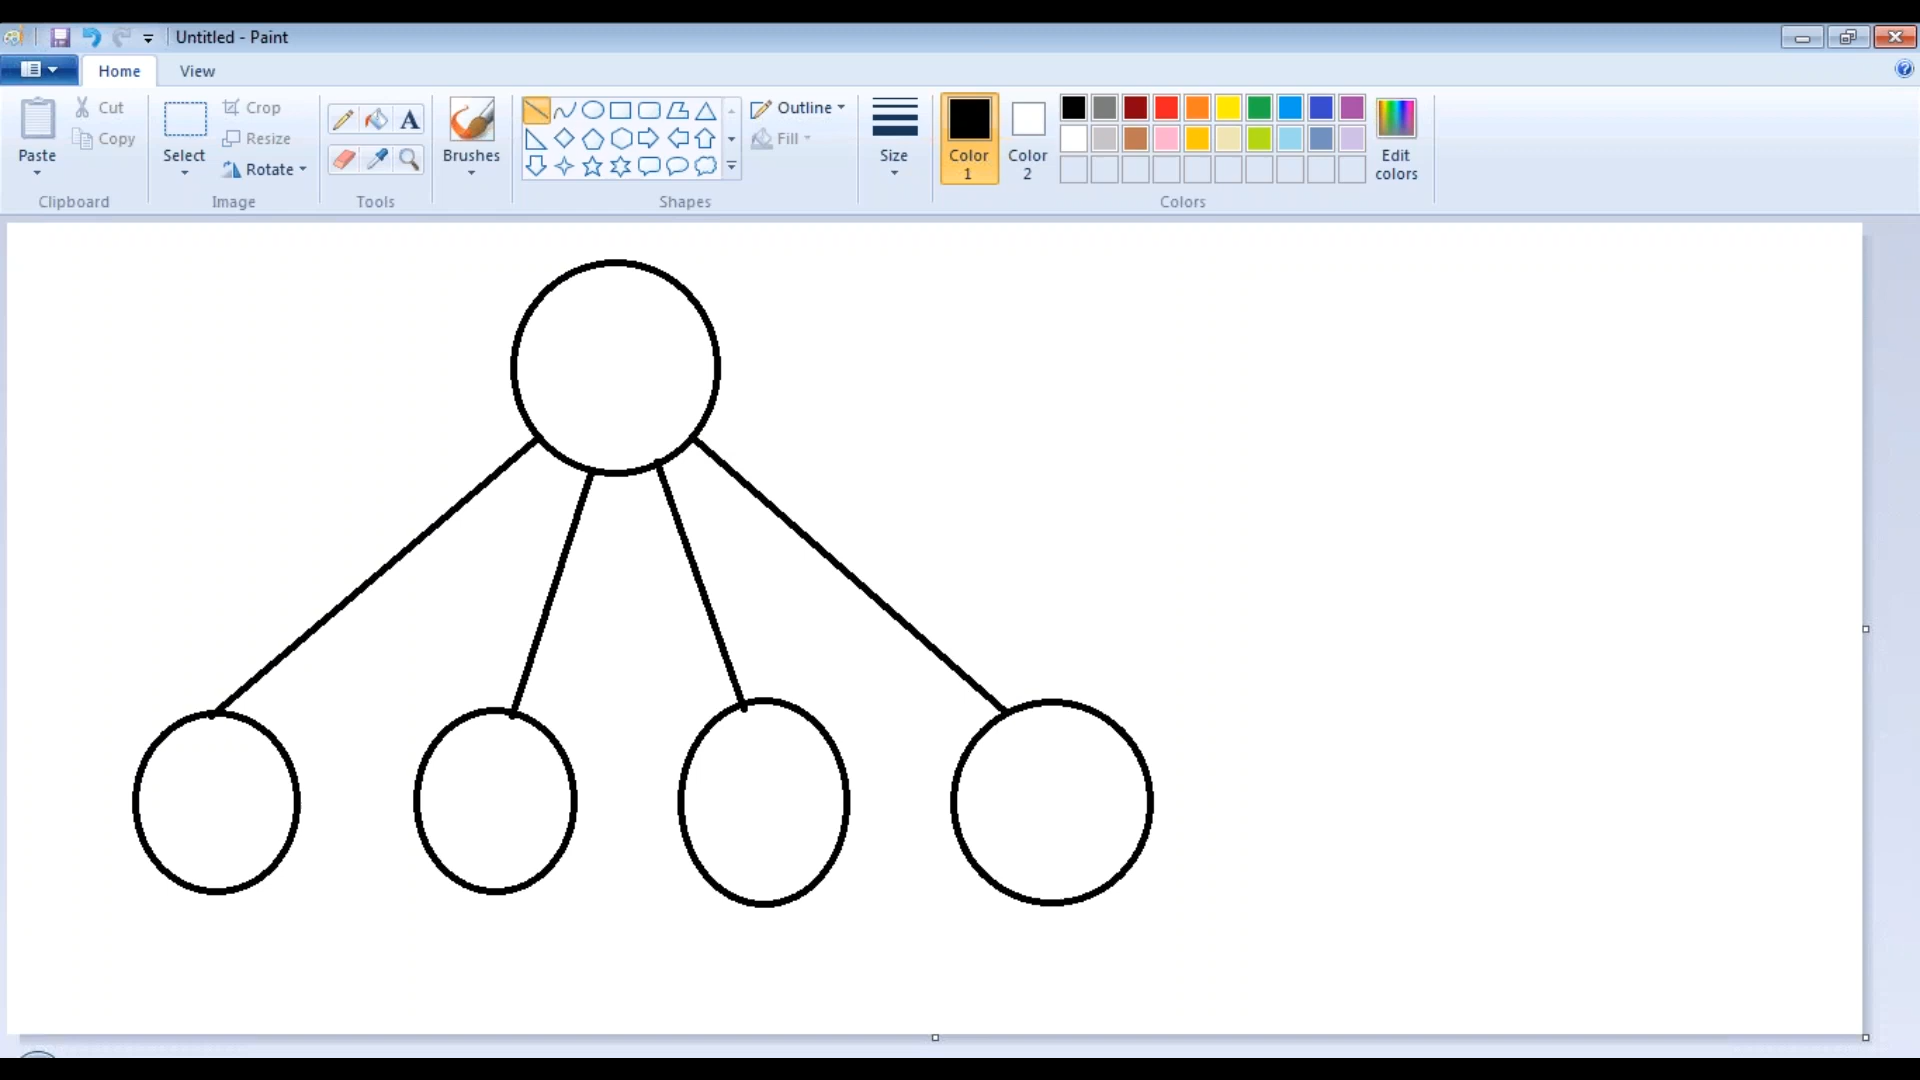 Untitled - Paint
Home View
Paste
Cut
Copy
Clipboard
Select
Crop
Resize
Rotate
Image
A
Tools
Brushes
Outline
Fill
Shapes
Size
Color
1
Color
2
Edit
colors
Colors